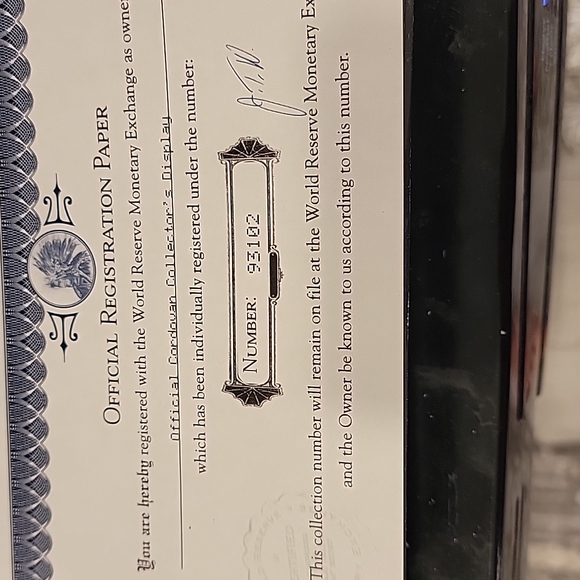 OFFICIAL REGISTRATION PAPER
You are hereby registered with the World Reserve Monetary Exchange as owne
Official Cordovan Collector's Display
which has been individually registered under the number:
NUMBER: 93102
This collection number will remain on file at the World Reserve Monetary Ex
and the Owner be known to us according to this number.